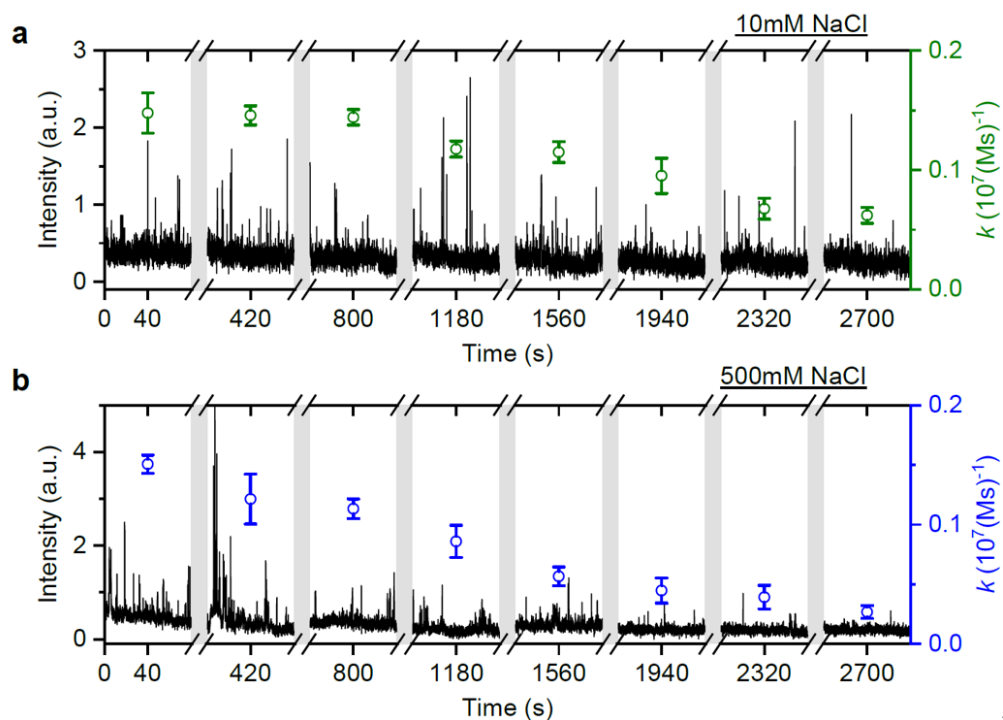 a
10mM NaCl
3
2
1
0
Intensity (a.u.)
0.2
0.1
0.0
k (10⁷(Ms)⁻¹
0 40 420 800 1180 1560 1940 2320 2700
Time (s)
b
500mM NaCl
4
2
0
Intensity (a.u.)
0.2
0.1
0.0
k (10⁷(Ms)⁻¹
0 40 420 800 1180 1560 1940 2320 2700
Time (s)